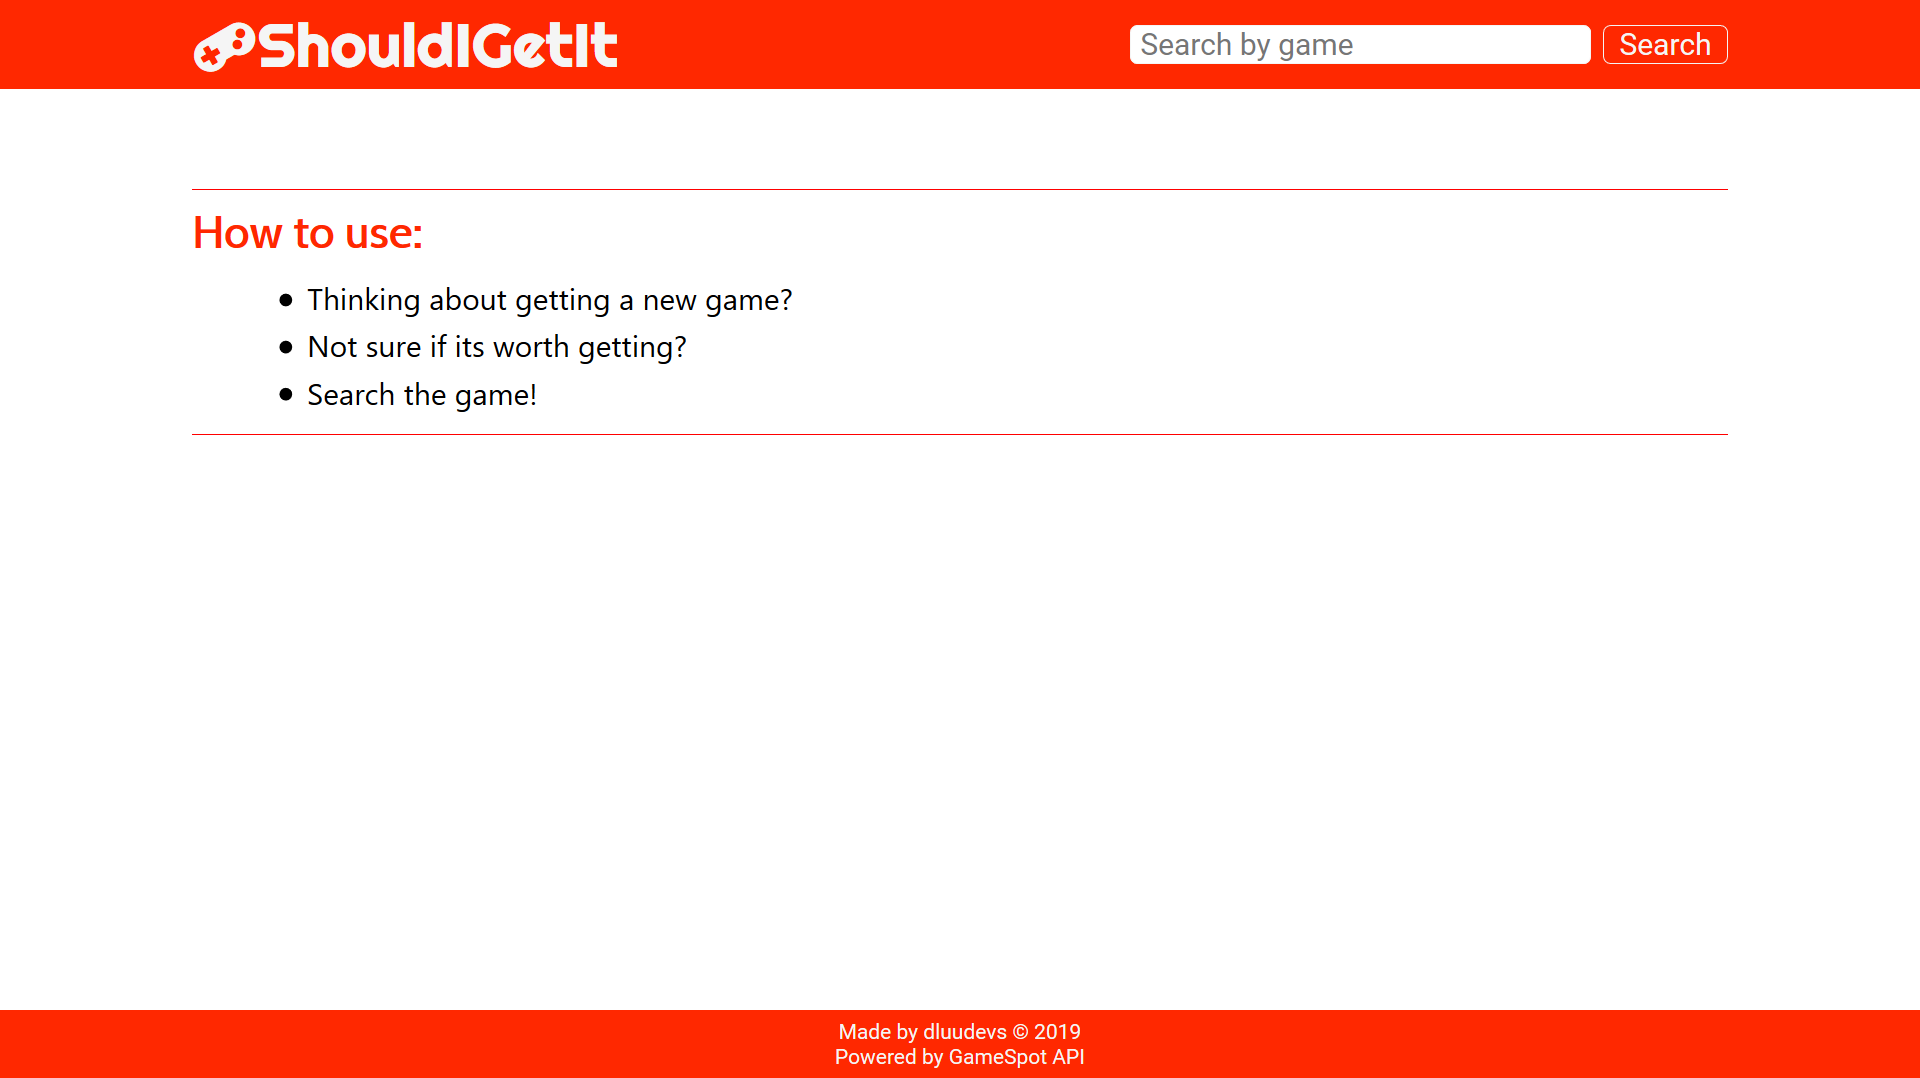 ShouldIGetIt
Search by game
Search
How to use:
Thinking about getting a new game?
Not sure if its worth getting?
Search the game!
Made by dluudevs © 2019
Powered by GameSpot API